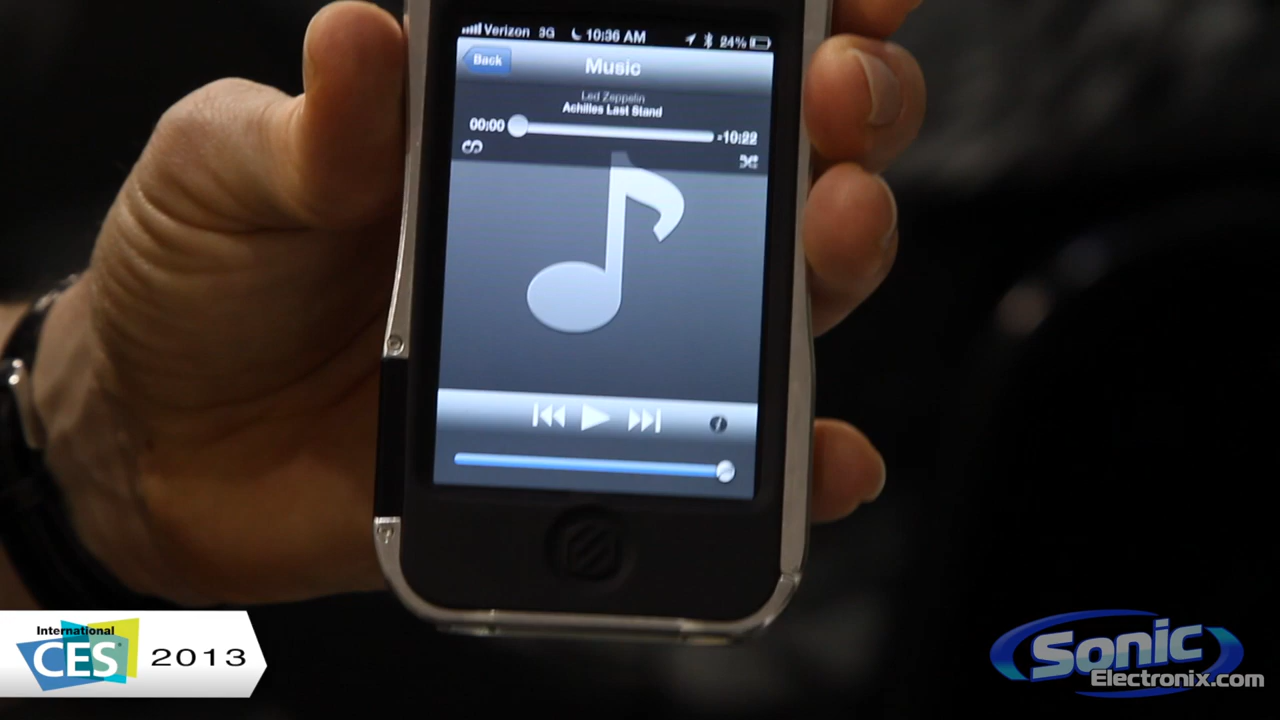 Verizon 3G 10:36 AM 24%
Back
Music
Led Zeppelin
Achilles Last Stand
00:00
-10:22
International
CES 2013
Sonic
Electronix.com